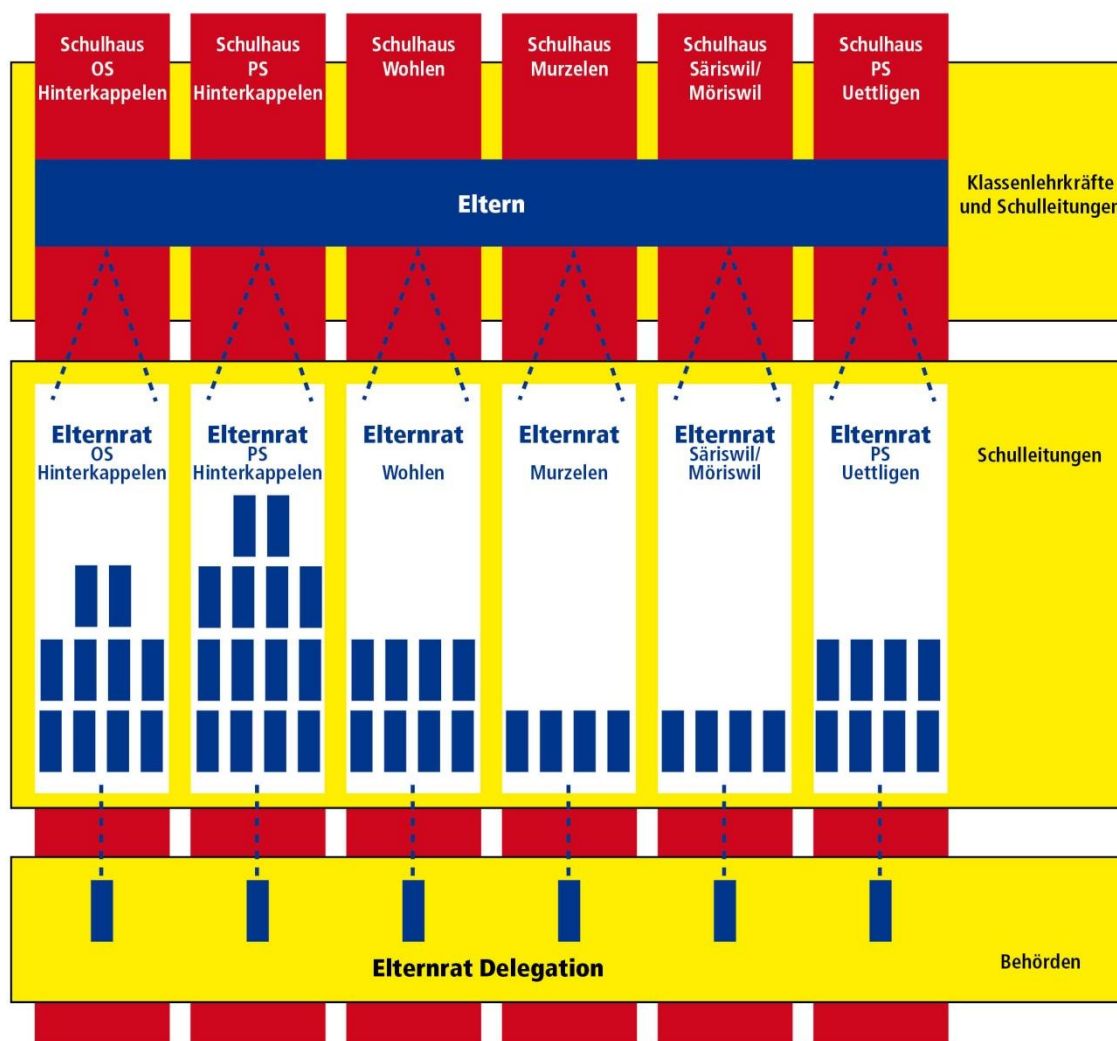 Schulhaus
OS
Hinterkappelen
Schulhaus
PS
Hinterkappelen
Schulhaus
Wohlen
Schulhaus
Murzelen
Schulhaus
Säriswil/
Möriswil
Schulhaus
PS
Uettligen
Eltern
Klassenlehrkräfte
und Schulleitungen
Elternrat
OS
Hinterkappelen
Elternrat
PS
Hinterkappelen
Elternrat
Wohlen
Elternrat
Murzelen
Elternrat
Säriswil/
Möriswil
Elternrat
PS
Uettligen
Schulleitungen
Elternrat Delegation
Behörden